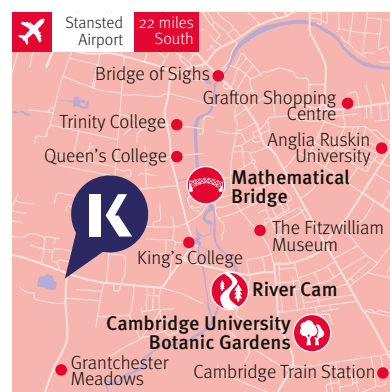 Stansted
Airport
22 miles
South
Bridge of Sighs
Grafton Shopping
Centre
Trinity College
Anglia Ruskin
University
Queen's College
Mathematical
Bridge
K
The Fitzwilliam
Museum
King's College
River Cam
Cambridge University
Botanic Gardens
Grantchester
Meadows
Cambridge Train Station